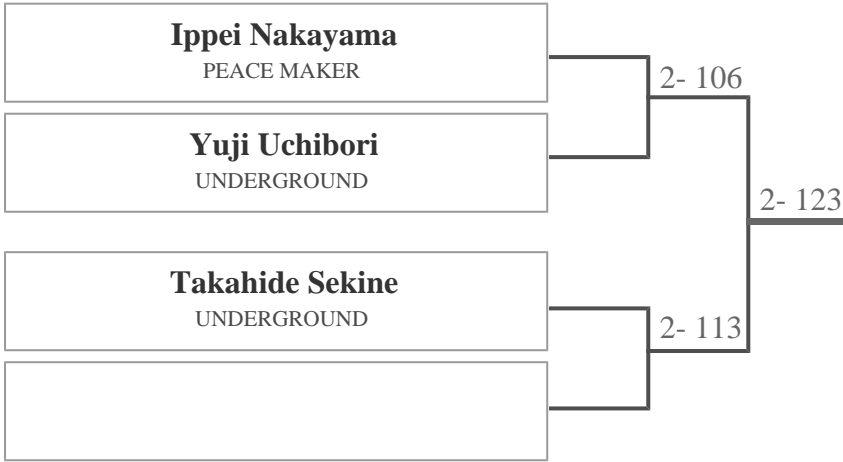 Ippei Nakayama
PEACE MAKER
2- 106
Yuji Uchibori
UNDERGROUND
2- 123
Takahide Sekine
UNDERGROUND
2- 113